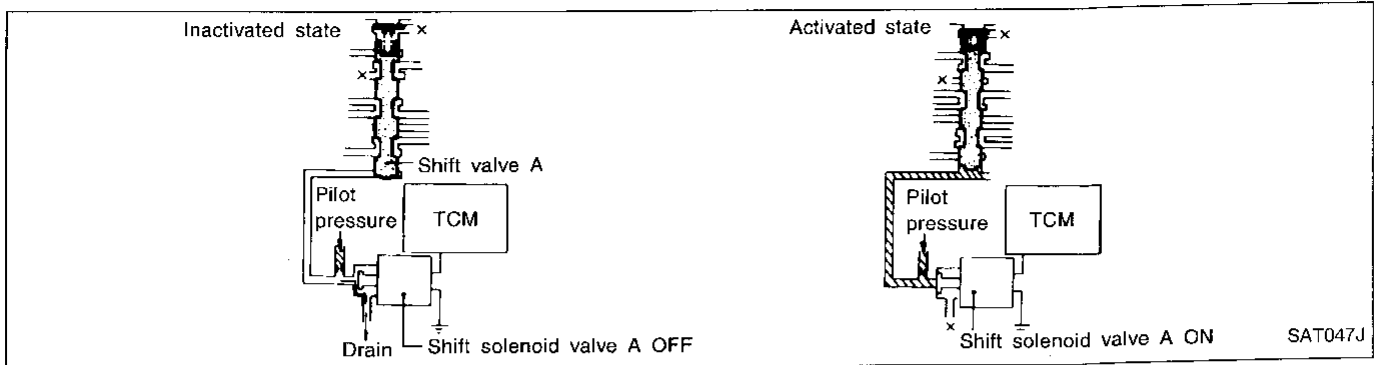 Inactivated state
×
×
Shift valve A
Pilot
pressure
TCM
Drain
Shift solenoid valve A OFF
Activated state
×
×
Pilot
pressure
TCM
×
Shift solenoid valve A ON
SAT047J